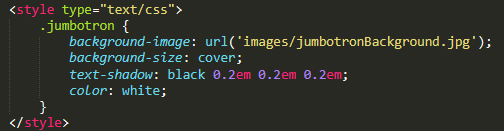 <style type="text/css">
.jumbotron {
background-image: url('images/jumbotronBackground.jpg');
background-size: cover;
text-shadow: black 0.2em 0.2em 0.2em;
color: white;
}
</style>